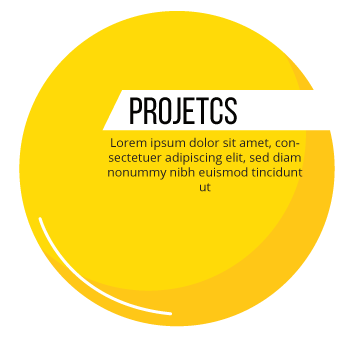 PROJETCS
Lorem ipsum dolor sit amet, con-
sectetuer adipiscing elit, sed diam
nonummy nibh euismod tincidunt
ut